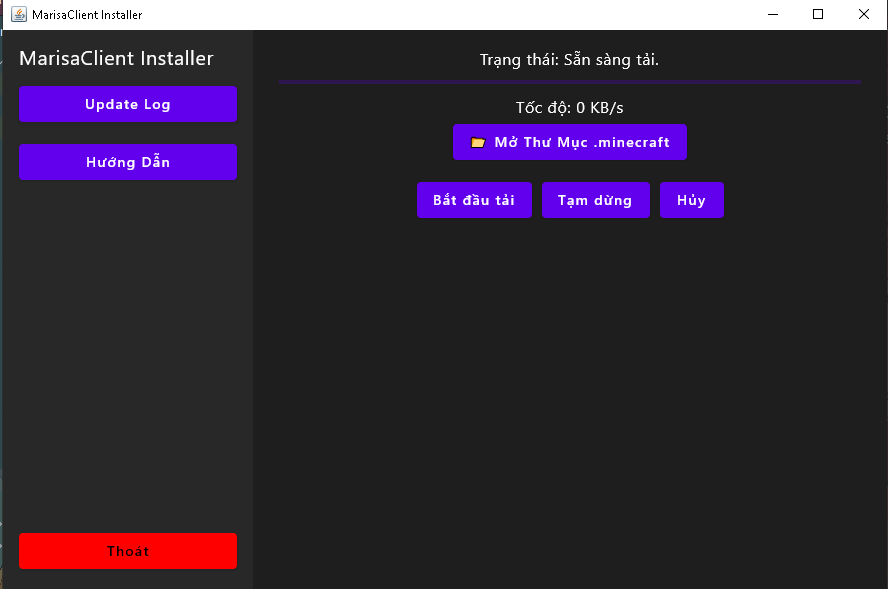 MarisaClient Installer
MarisaClient Installer
Update Log
Hướng Dẫn
Thoát
Trạng thái: Sẵn sàng tải.
Tốc độ: 0 KB/s
Mở Thư Mục .minecraft
Bắt đầu tải Tạm dừng Hủy